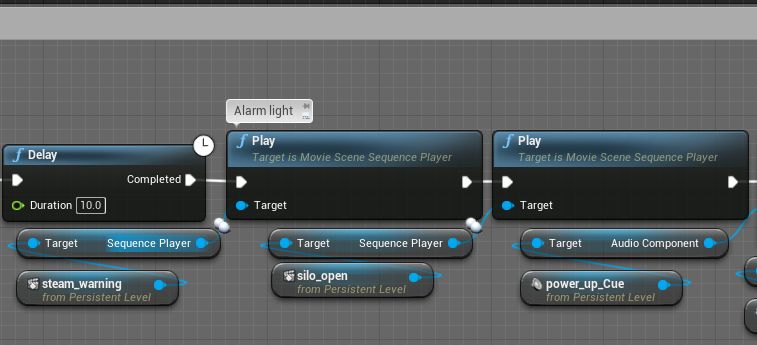 Alarm light
Delay
Completed
Duration 10.0
Play
Target is Movie Scene Sequence Player
Target
Play
Target is Movie Scene Sequence Player
Target
Target Sequence Player
steam_warning
from Persistent Level
Target Sequence Player
silo_open
from Persistent Level
Target Audio Component
power_up_Cue
from Persistent Level